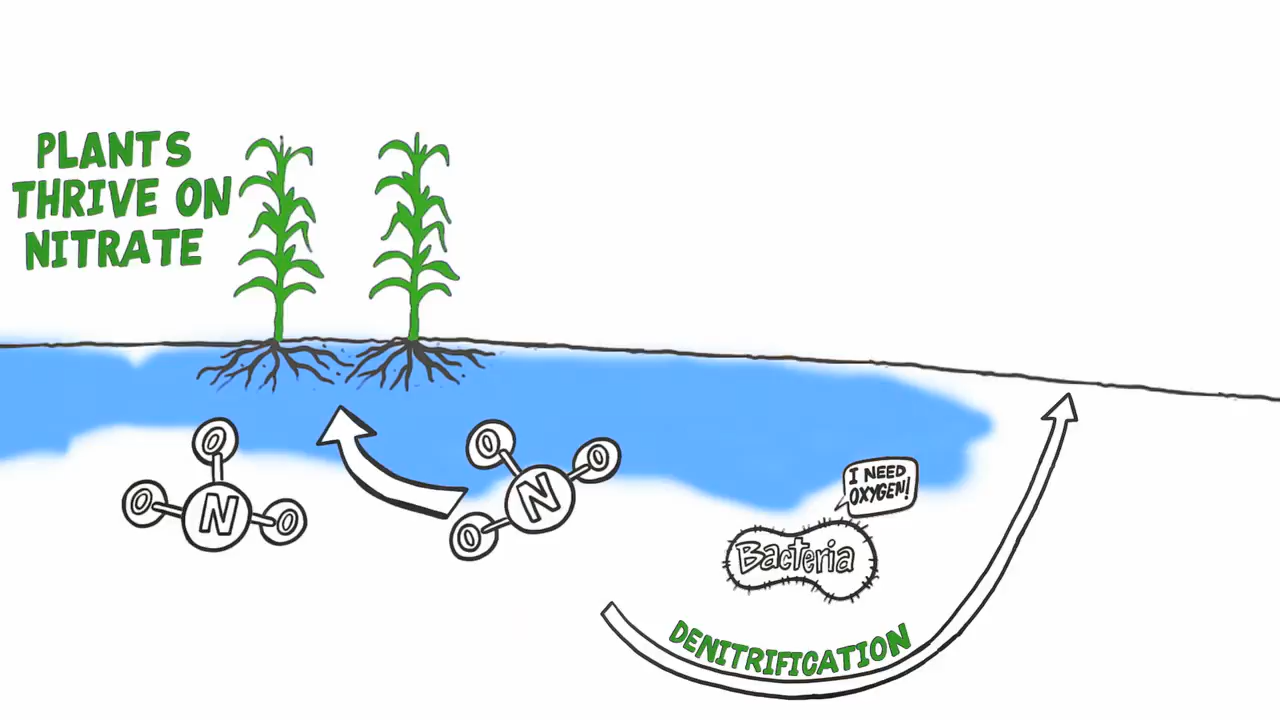 PLANTS
THRIVE ON
NITRATE
O
O
N
O
O
O
N
O
I NEED
OXYGEN!
Bacteria
DENITRIFICATION